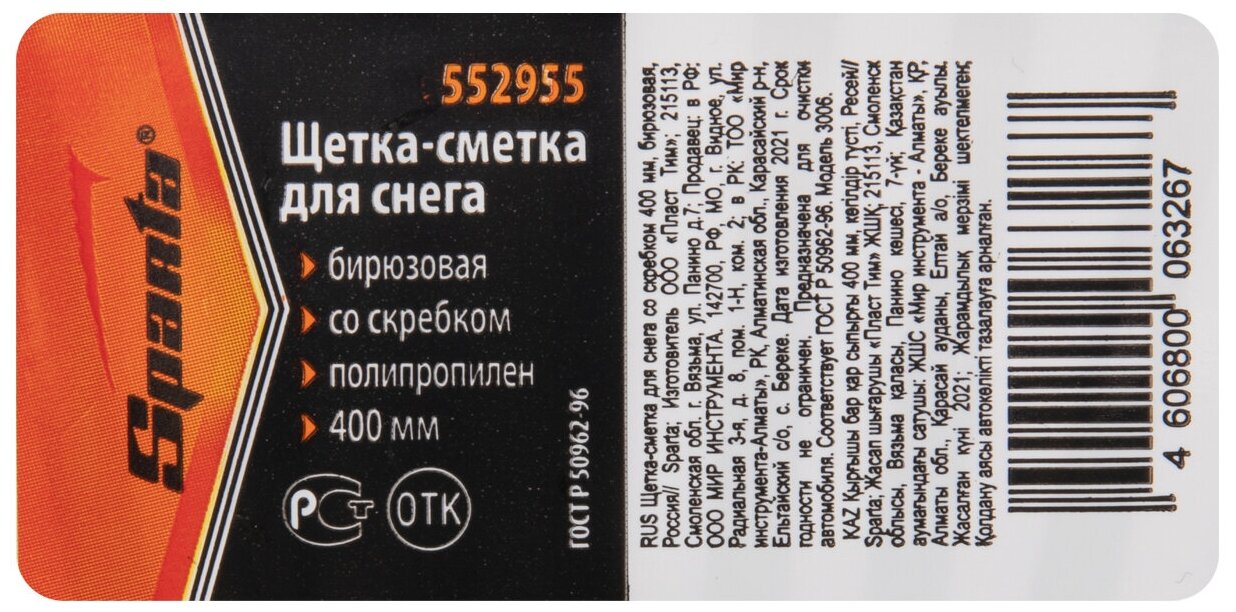 Sparta®
552955
Щетка-сметка
для снега
бирюзовая
со скребком
полипропилен
400 мм
РСТ ОТК
ГОСТ Р 50962-96
RUS Щетка-сметка для снега со скребком 400 мм, бирюзовая,
Россия// Sparta; Изготовитель ООО «Пласт Тим»; 215113,
Смоленская обл. г. Вязьма, ул. Панино д.7; Продавец: в РФ:
ООО МИР ИНСТРУМЕНТА. 142700, РФ, МО, г. Видное, ул.
Радиальная 3-я, д. 8, пом. 1-Н, ком. 2; в РК: ТОО «Мир
инструмента-Алматы», РК, Алматинская обл., Карасайский р-н,
Ельтайский с/о, с. Береке. Дата изготовления 2021 г. Срок
годности не ограничен. Предназначена для очистки
автомобиля. Соответствует ГОСТ Р 50962-96. Модель 3006.
KAZ Қырғышы бар қар сыпырғы 400 мм, көгілдір түсті, Ресей//
Sparta; Жасап шығарушы «Пласт Тим» ЖШҚ; 215113, Смоленск
облысы, Вязьма қаласы, Панино көшесі, 7-үй; Қазақстан
аумағындағы сатушы: ЖШС «Мир инструмента - Алматы», ҚР,
Алматы обл., Қарасай ауданы, Елтай а/о, Береке ауылы.
Жасалған күні 2021; Жарамдылық мерзімі шектелмеген;
Қолдану аясы автокөлікті тазалауға арналған.
4 606800 063267